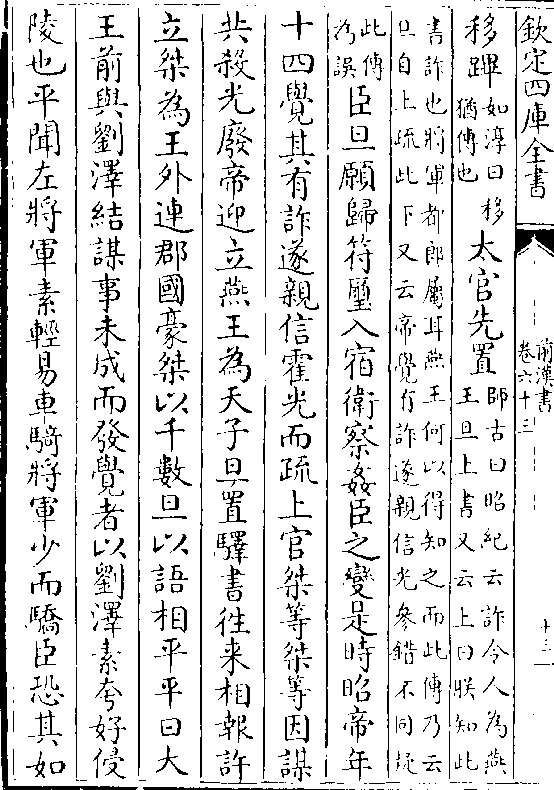 欽定四庫全書
前漢書
卷六十三
十三
移蹕如淳曰移
猶傳也太官先置師古曰昭紀云詐令人為燕
王旦上書又云上曰朕知此
書詐也將軍都郎屬耳燕王何以得知之而此傳乃云
旦自上疏此下又云帝覺有詐遂親信光參錯不同疑
此傳
為誤臣旦願歸符璽入宿衛察姦臣之變是時昭帝年
十四覺其有詐遂親信霍光而疏上官桀等桀等因謀
共殺光廢帝迎立燕王為天子旦置驛書徃来相報許
立桀為王外連郡國豪桀以千數旦以語相平平曰大
王前與劉澤結謀事未成而發覺者以劉澤素夸好侵
陵也平聞左將軍素輕易車騎將軍少而驕臣恐其如